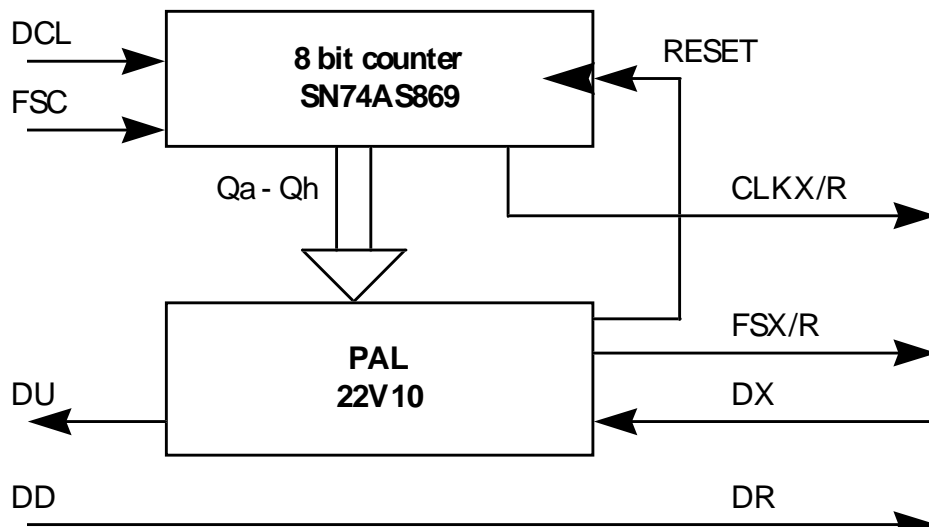 DCL
8 bit counter
SN74AS869
RESET
FSC
Qa - Qh
CLKX/R
PAL
22V10
FSX/R
DU
DX
DD
DR